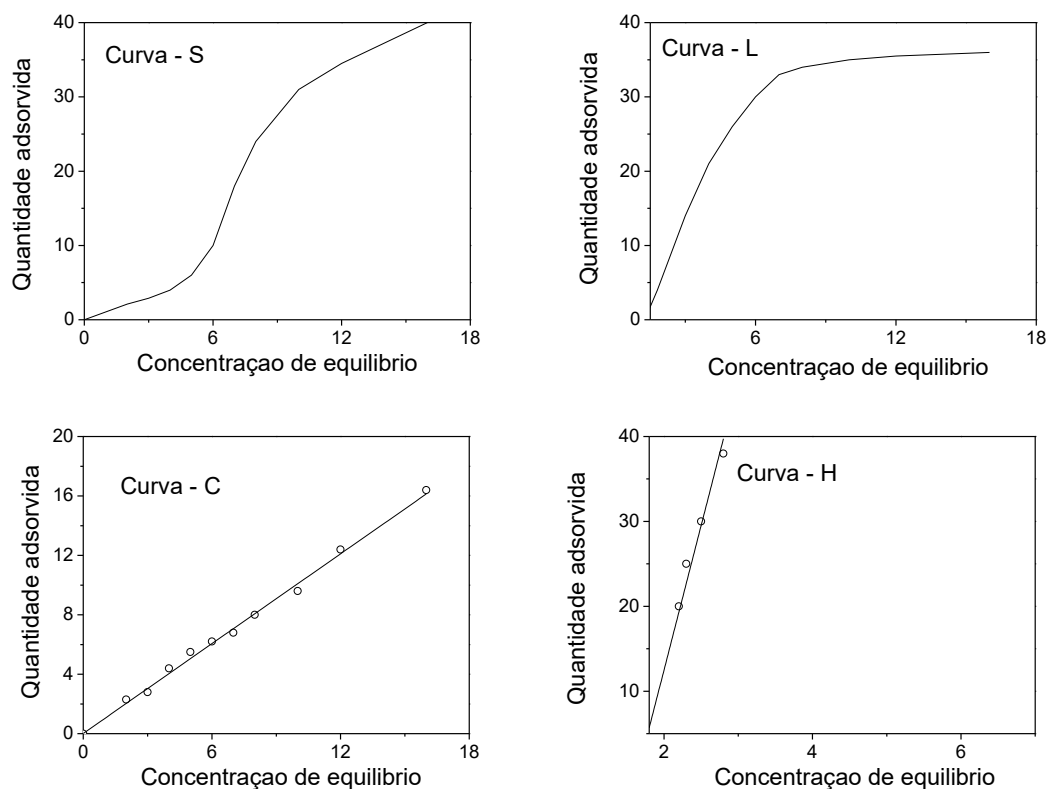 Curva - S
Quantidade adsorvida
40
30
20
10
0
0
6
12
18
Concentraçao de equilibrio
Curva - L
Quantidade adsorvida
40
30
20
10
0
6
12
18
Concentraçao de equilibrio
Curva - C
Quantidade adsorvida
20
16
12
8
4
0
0
6
12
18
Concentraçao de equilibrio
Curva - H
Quantidade adsorvida
40
30
20
10
2
4
6
Concentraçao de equilibrio